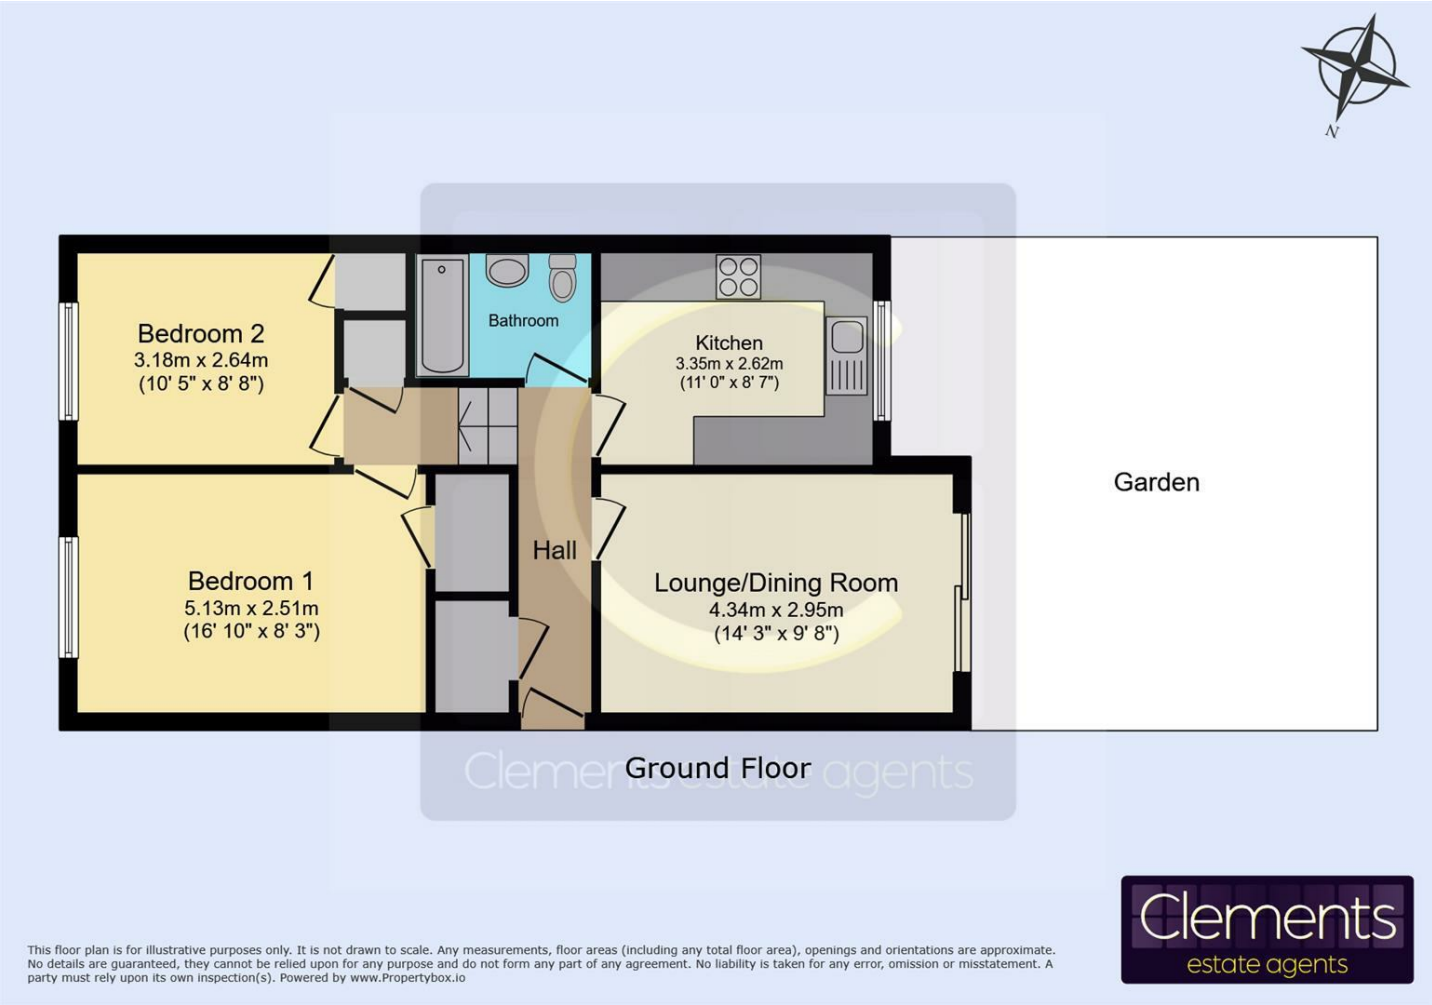 N
Bedroom 2
3.18m x 2.64m
(10' 5" x 8' 8")
Bathroom
Kitchen
3.35m x 2.62m
(11' 0" x 8' 7")
Garden
Hall
Bedroom 1
5.13m x 2.51m
(16' 10" x 8' 3")
Lounge/Dining Room
4.34m x 2.95m
(14' 3" x 9' 8")
Clements estate agents
Ground Floor
Clements
estate agents
This floor plan is for illustrative purposes only. It is not drawn to scale. Any measurements, floor areas (including any total floor area), openings and orientations are approximate.
No details are guaranteed, they cannot be relied upon for any purpose and do not form any part of any agreement. No liability is taken for any error, omission or misstatement. A
party must rely upon its own inspection(s). Powered by www.Propertybox.io